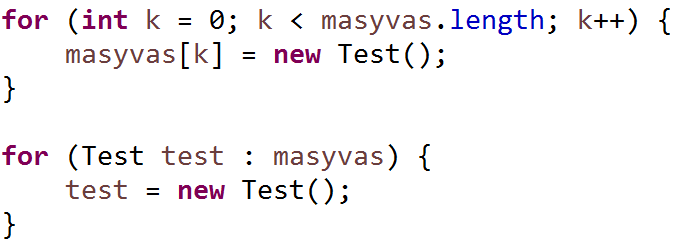 for (int k = 0; k < masyvas.length; k++) {
    masyvas[k] = new Test();
}
for (Test test : masyvas) {
    test = new Test();
}